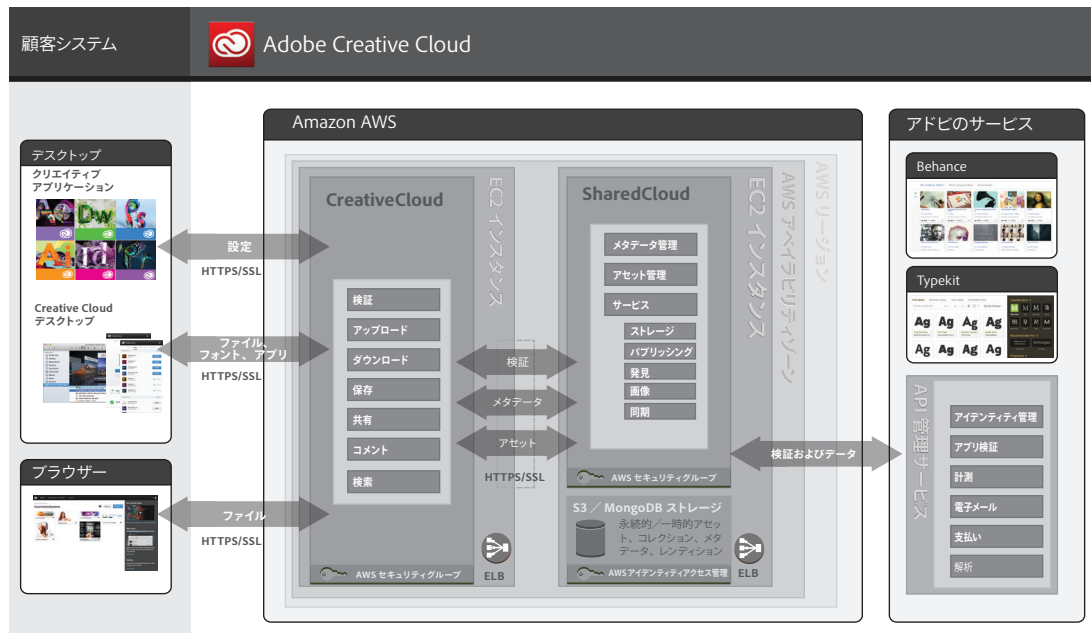 顧客システム
Adobe Creative Cloud
デスクトップ
クリエイティブ
アプリケーション
Dw
Ps
Ai
Id
Creative Cloud
デスクトップ
ブラウザー
設定
HTTPS/SSL
ファイル、
フォント、アプリ
HTTPS/SSL
ファイル
HTTPS/SSL
Amazon AWS
CreativeCloud
検証
アップロード
ダウンロード
保存
共有
コメント
検索
AWS セキュリティグループ
EC2 インスタンス
ELB
検証
メタデータ
アセット
HTTPS/SSL
SharedCloud
メタデータ管理
アセット管理
サービス
ストレージ
パブリッシング
発見
画像
同期
AWS セキュリティグループ
S3 ／ MongoDB ストレージ
永続的／一時的アセッ
ト、コレクション、メタ
データ、レンディション
AWSアイデンティティアクセス管理
EC2 インスタンス
ELB
AWS アベイラビリティゾーン
AWS リージョン
検証およびデータ
アドビのサービス
Behance
Typekit
Ag Ag Ag Ag
Ag Ag Ag Ag
API 管理サービス
アイデンティティ管理
アプリ検証
計測
電子メール
支払い
解析